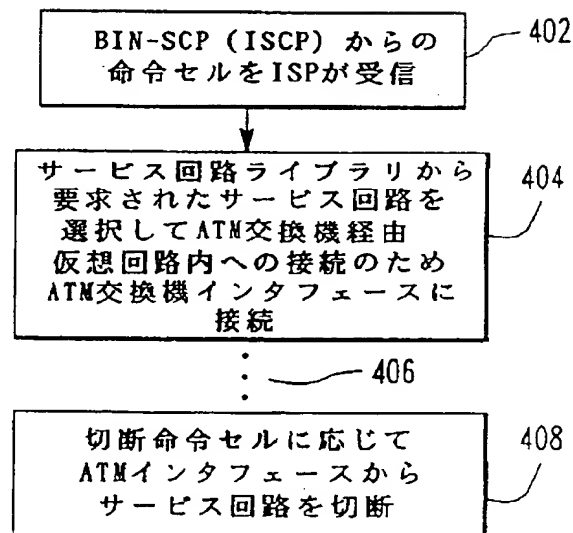 BIN-SCP (ISCP) からの
命令セルをISPが受信
402
サービス回路ライブラリから
要求されたサービス回路を
選択してATM交換機経由
仮想回路内への接続のため
ATM交換機インタフェースに
接続
404
406
切断命令セルに応じて
ATMインタフェースから
サービス回路を切断
408